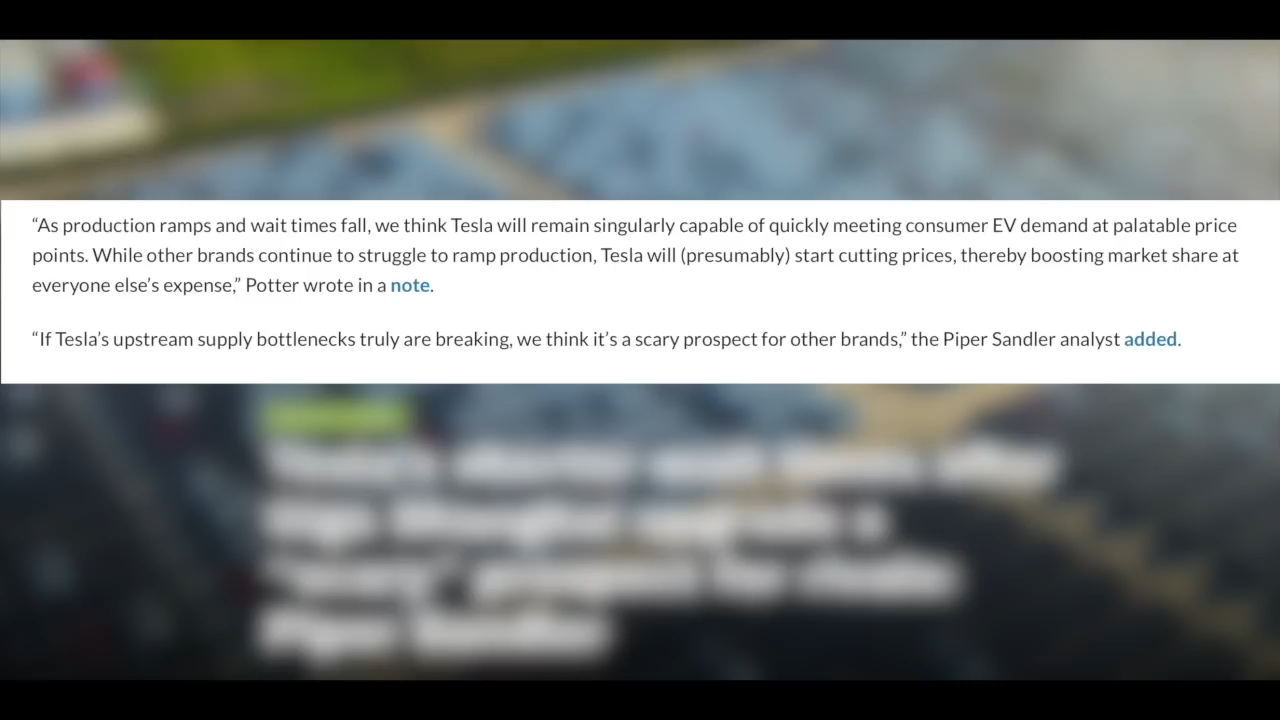 “As production ramps and wait times fall, we think Tesla will remain singularly capable of quickly meeting consumer EV demand at palatable price
points. While other brands continue to struggle to ramp production, Tesla will (presumably) start cutting prices, thereby boosting market share at
everyone else’s expense,” Potter wrote in a note.
“If Tesla’s upstream supply bottlenecks truly are breaking, we think it’s a scary prospect for other brands,” the Piper Sandler analyst added.